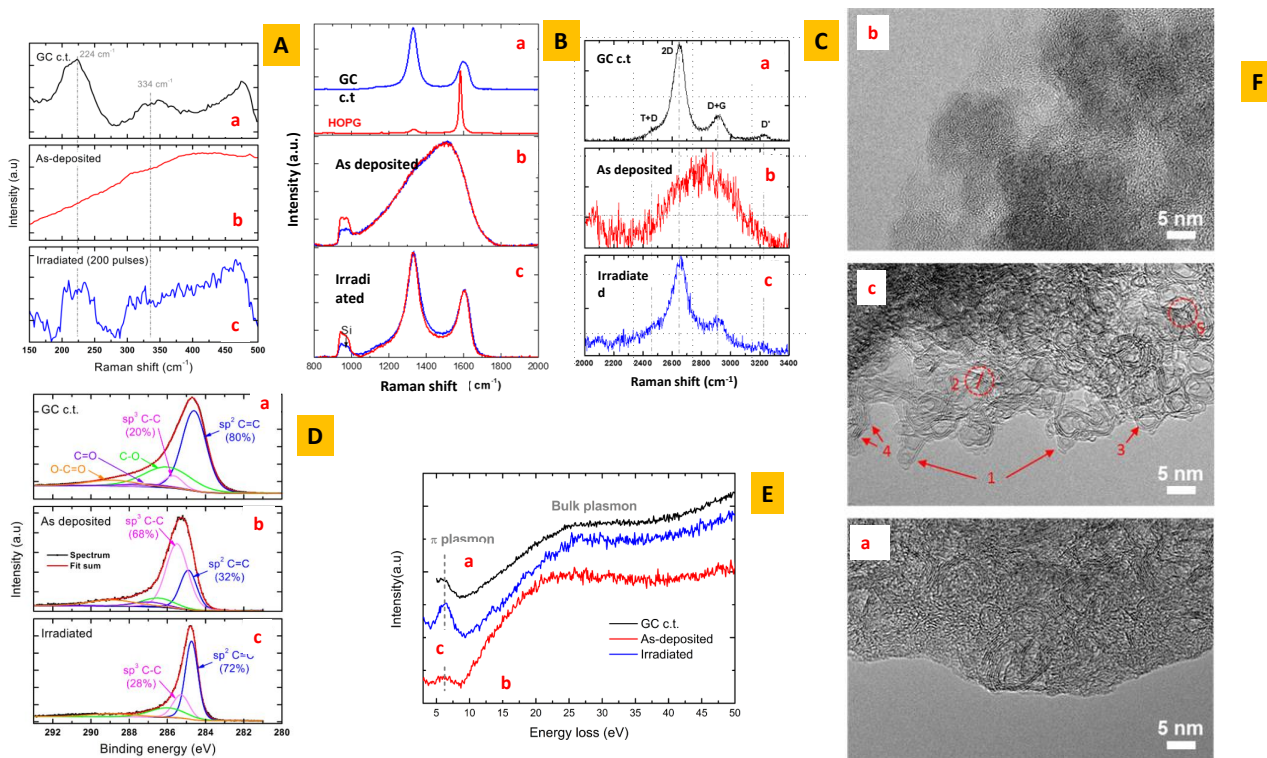 A
GC c.t.
224 cm⁻¹
334 cm⁻¹
a
As-deposited
b
Irradiated (200 pulses)
c
Intensity (a.u)
150 200 250 300 350 400 450 500
Raman shift (cm⁻¹)
B
a
GC
c.t
HOPG
As deposited
b
Irradi
ated
c
Si
Intensity (a.u.)
800 1000 1200 1400 1600 1800 2000
Raman shift ( cm⁻¹)
C
GC c.t
2D
a
T+D
D+G
D'
As deposited
b
Irradiate
d
c
2000 2200 2400 2600 2800 3000 3200 3400
Raman shift (cm⁻¹)
D
GC c.t.
a
sp³ C-C
(20%)
sp² C=C
(80%)
C=O
C-O
O-C=O
As deposited
b
sp³ C-C
(68%)
Spectrum
Fit sum
sp² C=C
(32%)
Irradiated
c
sp³ C-C
(28%)
sp² C=C
(72%)
Intensity (a.u)
292 290 288 286 284 282 280
Binding energy (eV)
E
Bulk plasmon
π plasmon
a
c
b
GC c.t.
As-deposited
Irradiated
Intensity(a.u)
5 10 15 20 25 30 35 40 45 50
Energy loss (eV)
F
b
5 nm
c
5
2
4
1
3
5 nm
a
5 nm